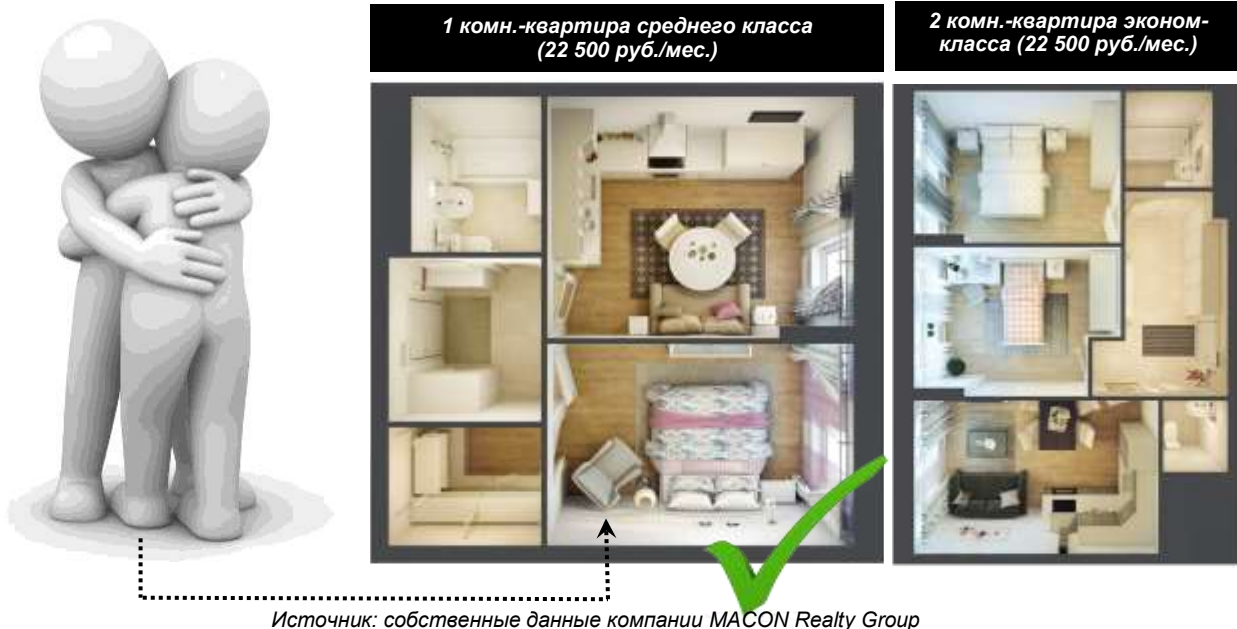 1 комн.-квартира среднего класса
(22 500 руб./мес.)
2 комн.-квартира эконом-
класса (22 500 руб./мес.)
Источник: собственные данные компании MACON Realty Group